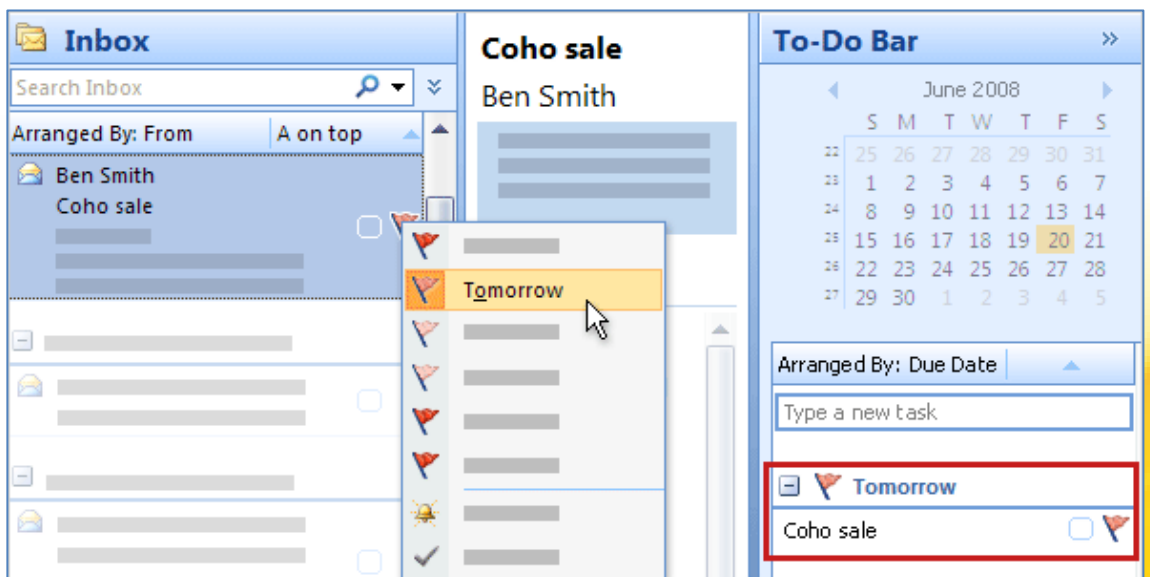 Inbox
Search Inbox
Arranged By: From A on top
Ben Smith
Coho sale
Tomorrow
Coho sale
Ben Smith
To-Do Bar
June 2008
S M T W T F S
22 25 26 27 28 29 30 31
23 1 2 3 4 5 6 7
24 8 9 10 11 12 13 14
25 15 16 17 18 19 20 21
26 22 23 24 25 26 27 28
27 29 30 1 2 3 4 5
Arranged By: Due Date
Type a new task
Tomorrow
Coho sale